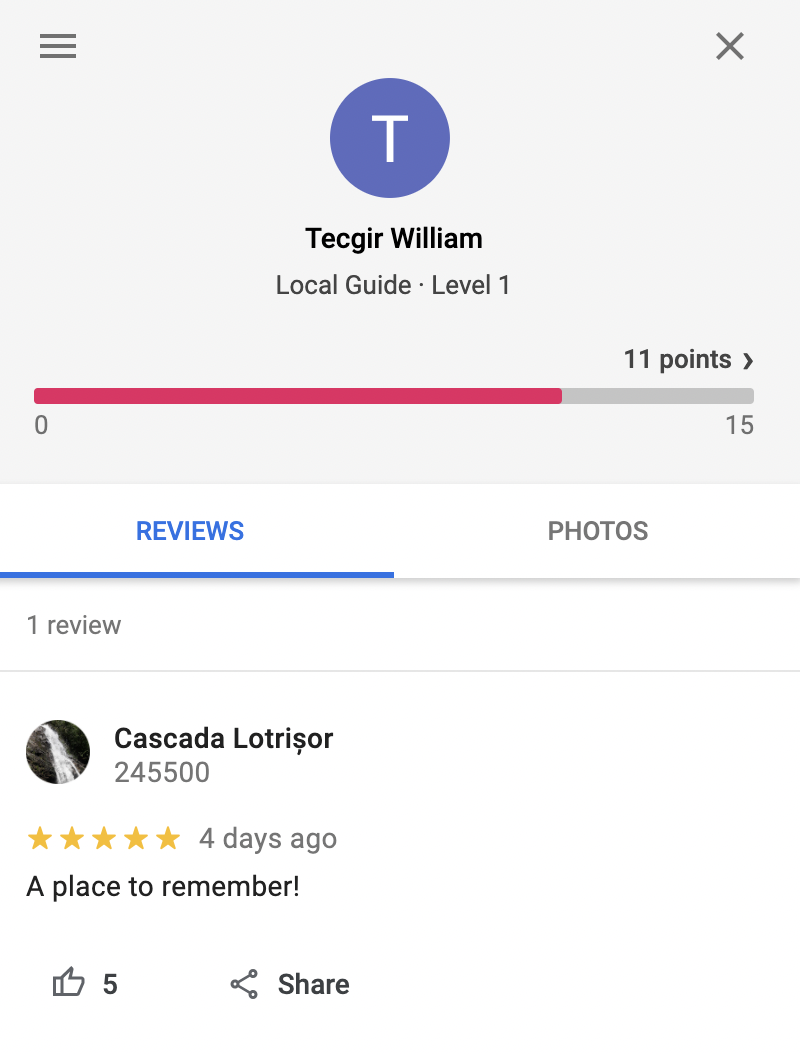 T
Tecgir William
Local Guide · Level 1
11 points ›
0 15
REVIEWS PHOTOS
1 review
Cascada Lotrișor
245500
4 days ago
A place to remember!
5 Share